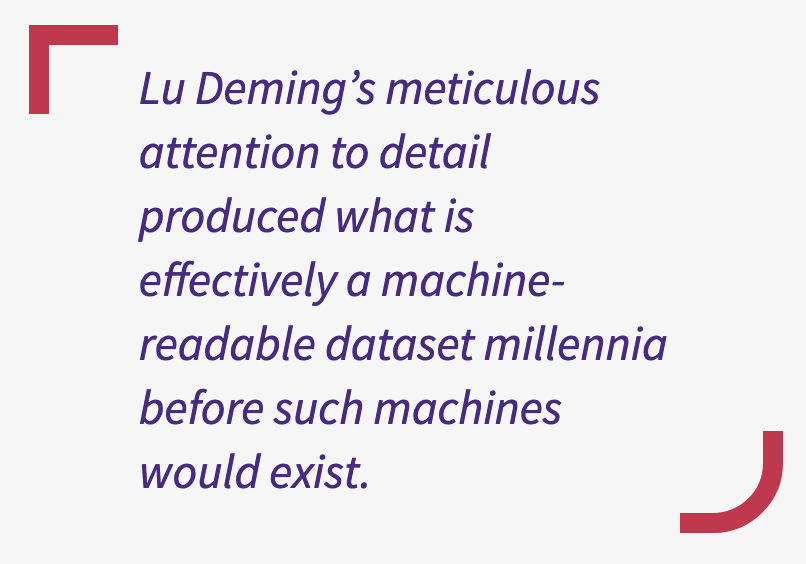 Lu Deming’s meticulous
attention to detail
produced what is
effectively a machine-
readable dataset millennia
before such machines
would exist.